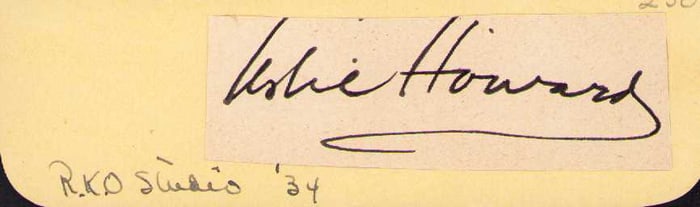 Leslie Howard
R.K.O Studio '34